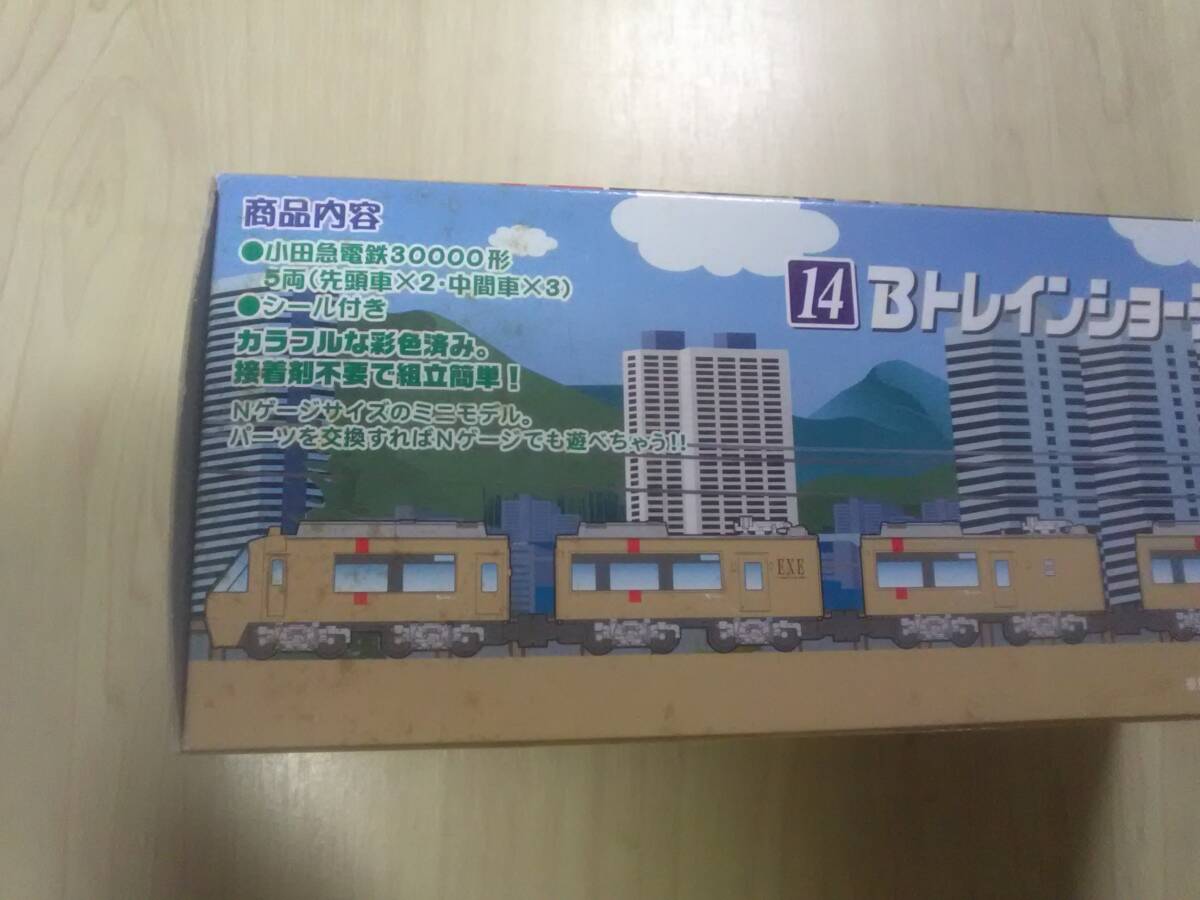 商品内容
●小田急電鉄30000形
5両(先頭車×2・中間車×3)
●シール付き
カラフルな彩色済み。
接着剤不要で組立簡単！
Nゲージサイズのミニモデル。
パーツを交換すればNゲージでも遊べちゃう!!
14 Bトレインショー
EXE